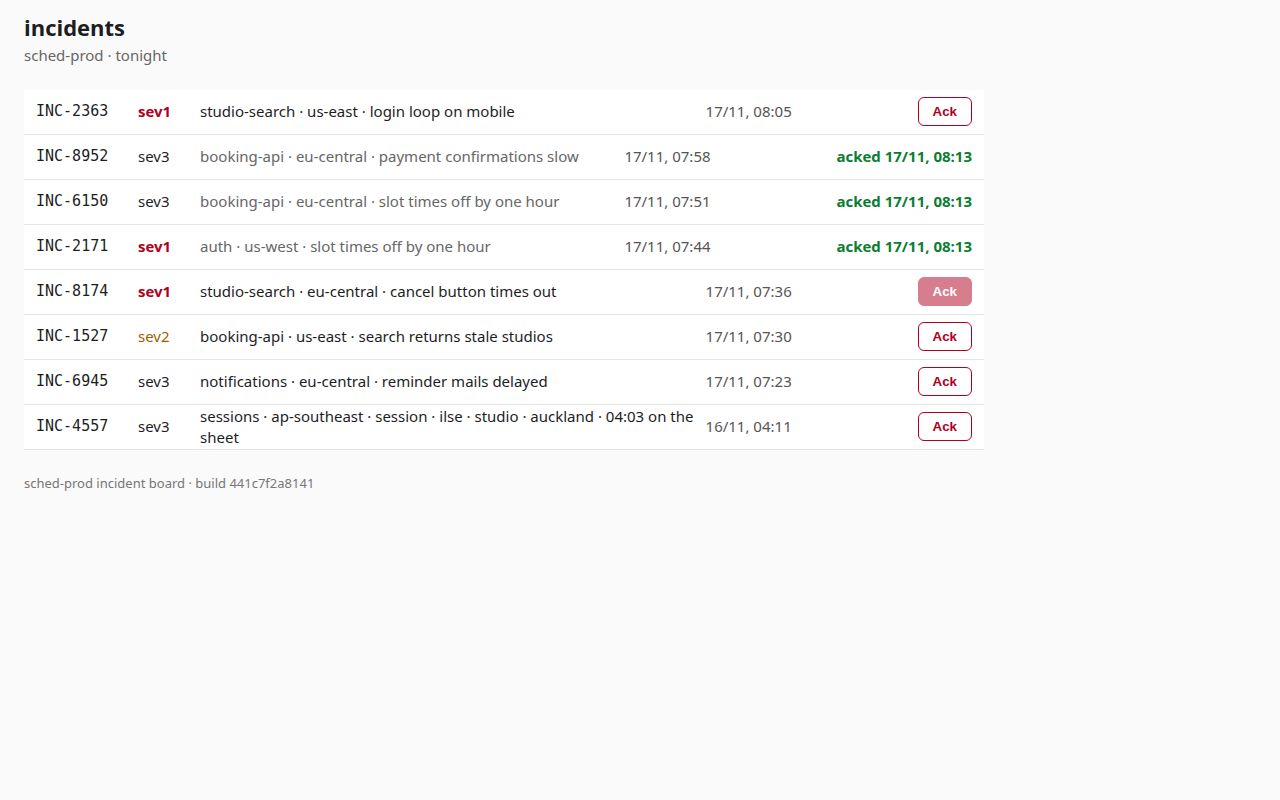 incidents
sched-prod · tonight
INC-2363 sev1 studio-search · us-east · login loop on mobile 17/11, 08:05 Ack
INC-8952 sev3 booking-api · eu-central · payment confirmations slow 17/11, 07:58 acked 17/11, 08:13
INC-6150 sev3 booking-api · eu-central · slot times off by one hour 17/11, 07:51 acked 17/11, 08:13
INC-2171 sev1 auth · us-west · slot times off by one hour 17/11, 07:44 acked 17/11, 08:13
INC-8174 sev1 studio-search · eu-central · cancel button times out 17/11, 07:36 Ack
INC-1527 sev2 booking-api · us-east · search returns stale studios 17/11, 07:30 Ack
INC-6945 sev3 notifications · eu-central · reminder mails delayed 17/11, 07:23 Ack
INC-4557 sev3 sessions · ap-southeast · session · ilse · studio · auckland · 04:03 on the 16/11, 04:11 Ack
sheet
sched-prod incident board · build 441c7f2a8141